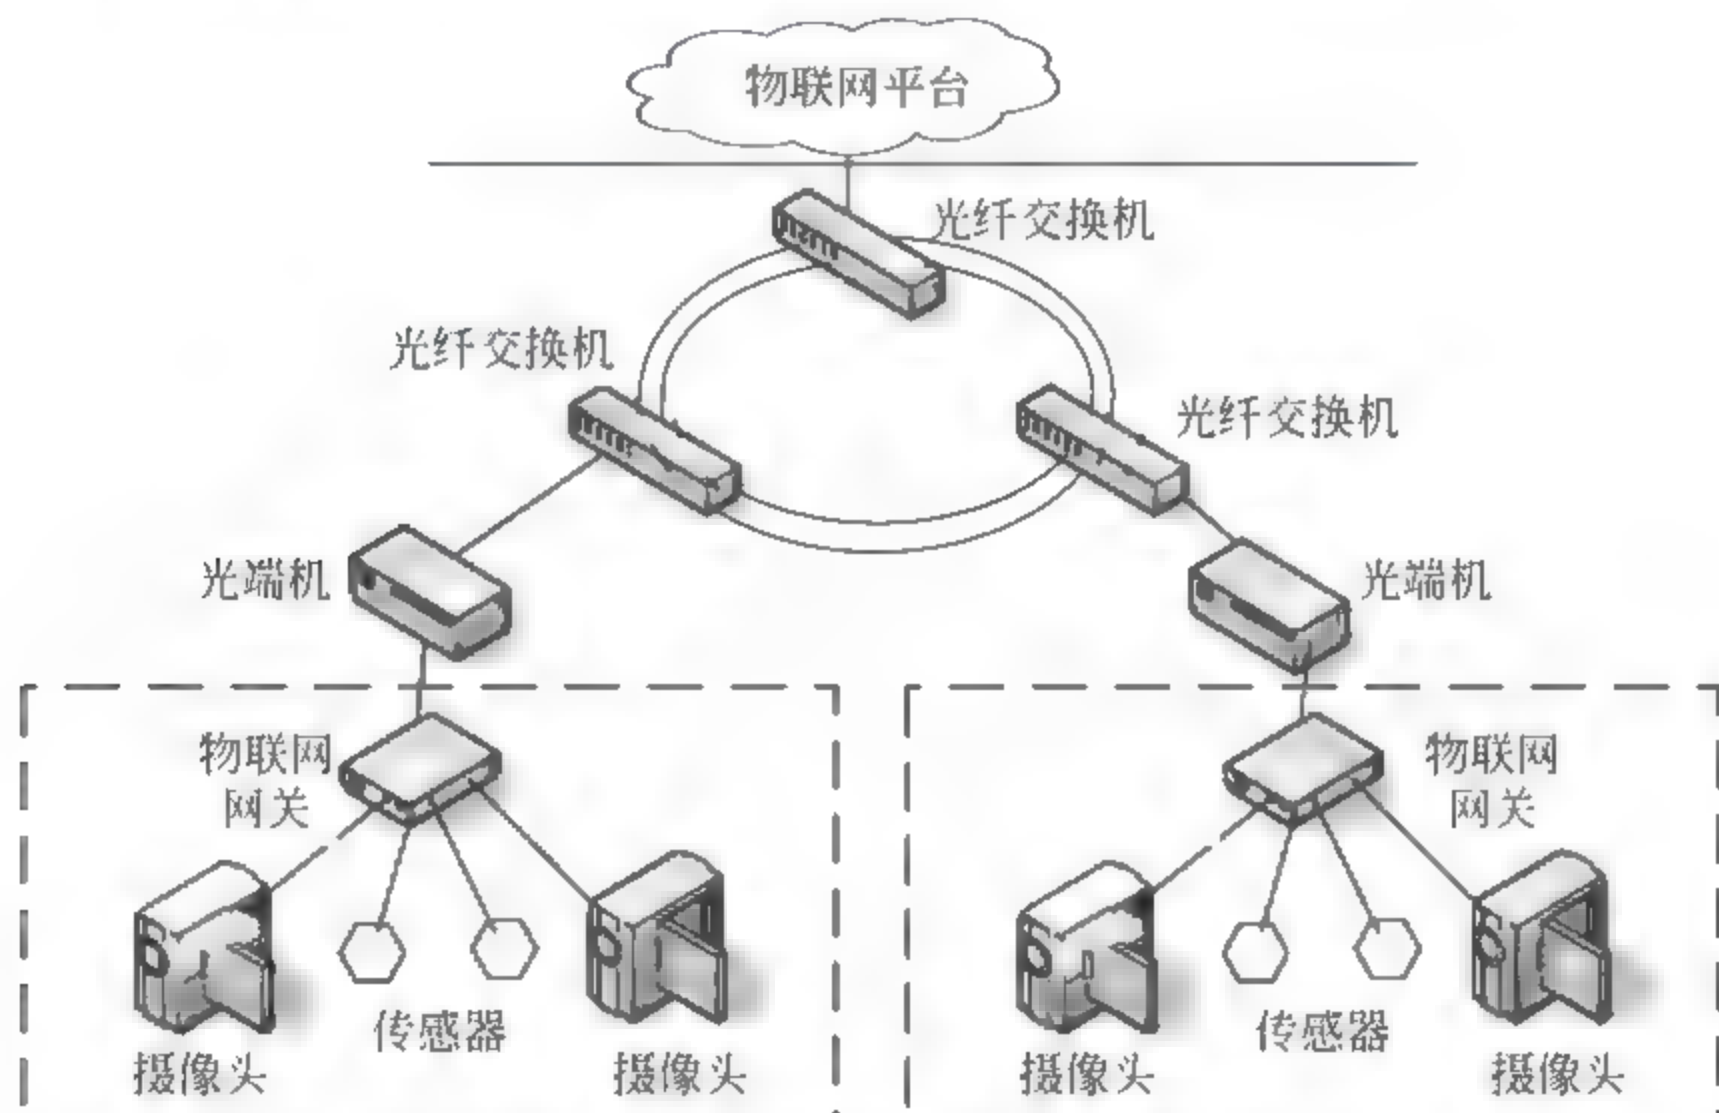 物联网平台
光纤交换机
光纤交换机
光纤交换机
光端机
光端机
物联网
网关
物联网
网关
传感器
传感器
摄像头
摄像头
摄像头
摄像头